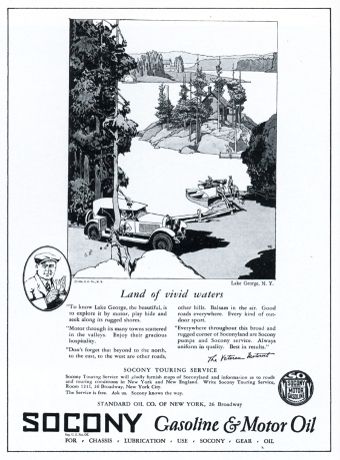 Lake George, N. Y.
Land of vivid waters
"To know Lake George, the beautiful, is
to explore it by motor, play hide and
seek along its rugged shores.
"Motor through its many towns scattered
in the valleys. Enjoy their gracious
hospitality.
"Don't forget that beyond to the north,
to the east, to the west are other roads,
other hills. Balsam in the air. Good
roads everywhere. Every kind of out-
door sport.
"Everywhere throughout this broad and
rugged corner of Soconyland are Socony
pumps and Socony service. Always
uniform in quality. Best in results."
The Veteran Motorist
SOCONY TOURING SERVICE
Socony Touring Service will gladly furnish maps of Soconyland and information as to roads
and touring conditions in New York and New England. Write Socony Touring Service,
Room 1211, 26 Broadway, New York City.
The Service is free. Ask us. Socony knows the way.
STANDARD OIL CO. OF NEW YORK, 26 Broadway
SOCONY Gasoline & Motor Oil
FOR · CHASSIS · LUBRICATION · USE · SOCONY · GEAR · OIL